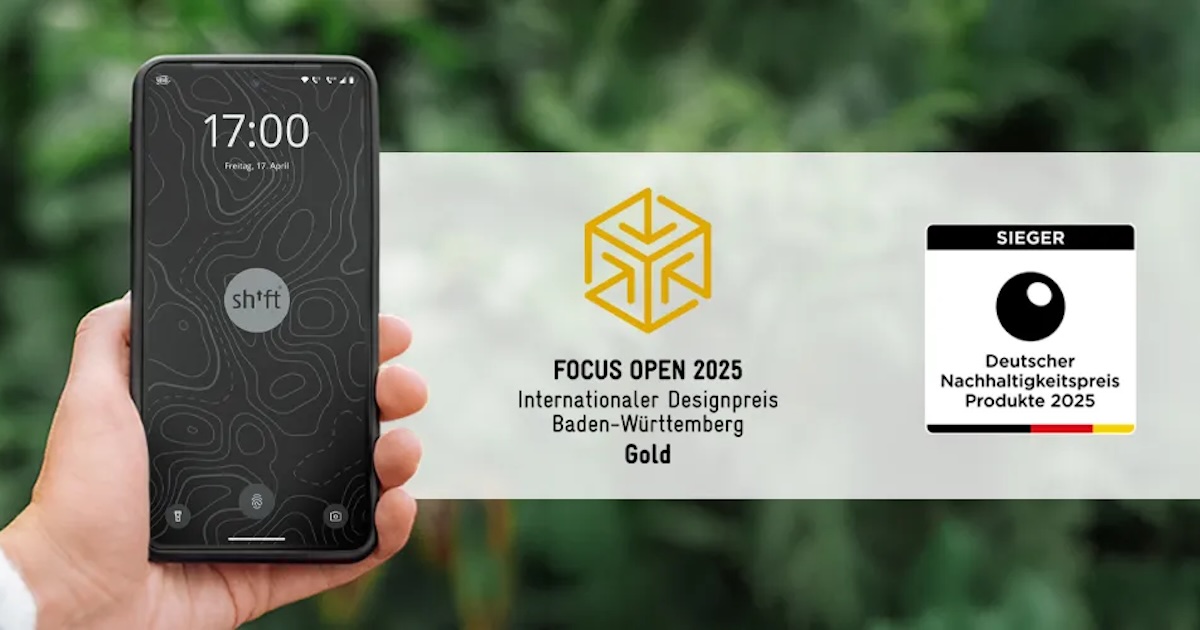 17:00
Freitag, 17. April
shift
FOCUS OPEN 2025
Internationaler Designpreis
Baden-Württemberg
Gold
SIEGER
Deutscher
Nachhaltigkeitspreis
Produkte 2025